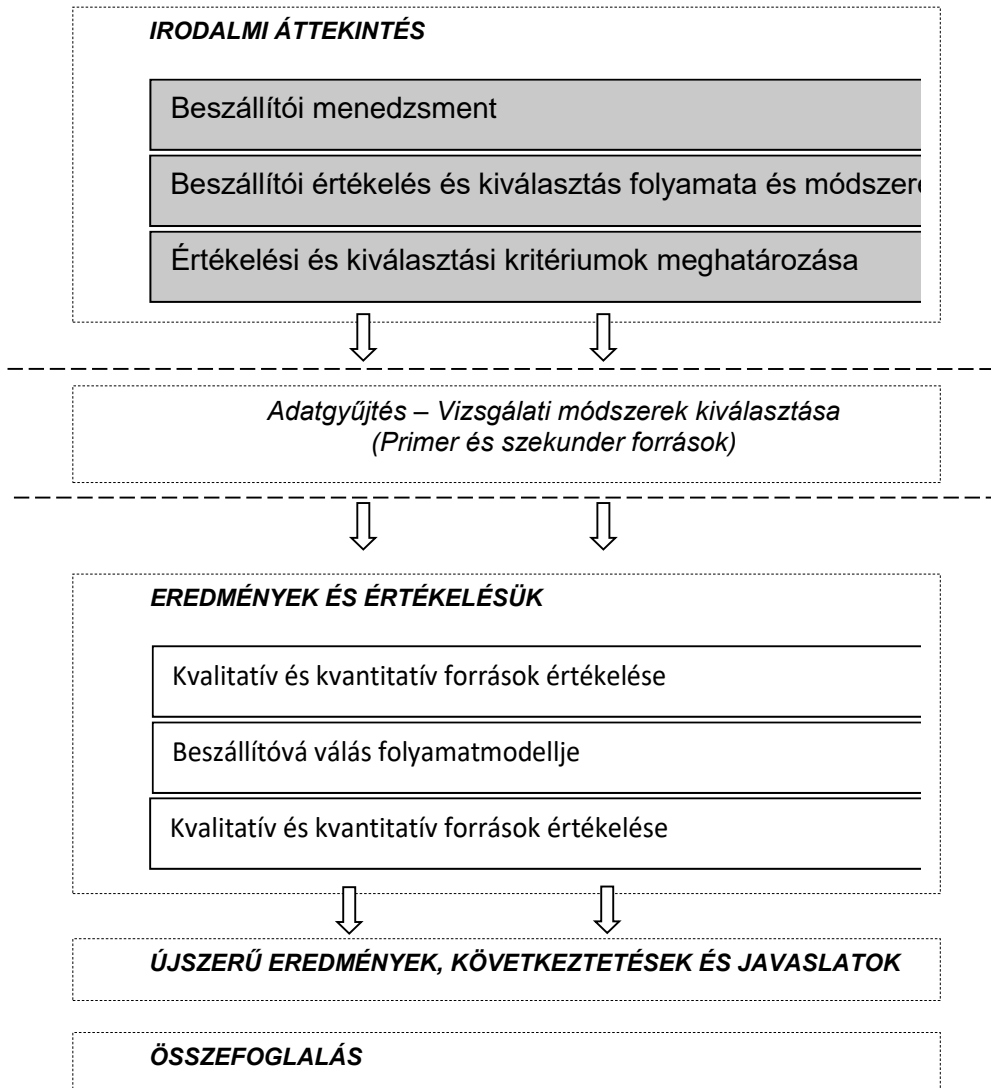 IRODALMI ÁTTEKINTÉS
Beszállítói menedzsment
Beszállítói értékelés és kiválasztás folyamata és
Értékelési és kiválasztási kritériumok meghatározása
Adatgyűjtés – Vizsgálati módszerek kiválasztása
(Primer és szekunder források)
EREDMÉNYEK ÉS ÉRTÉKELÉSÜK
Kvalitatív és kvantitatív források értékelése
Beszállítóvá válás folyamatmodellje
Kvalitatív és kvantitatív források értékelése
ÚJSZERŰ EREDMÉNYEK, KÖVETKEZTETÉSEK ÉS JAVASLATOK
ÖSSZEFOGLALÁS